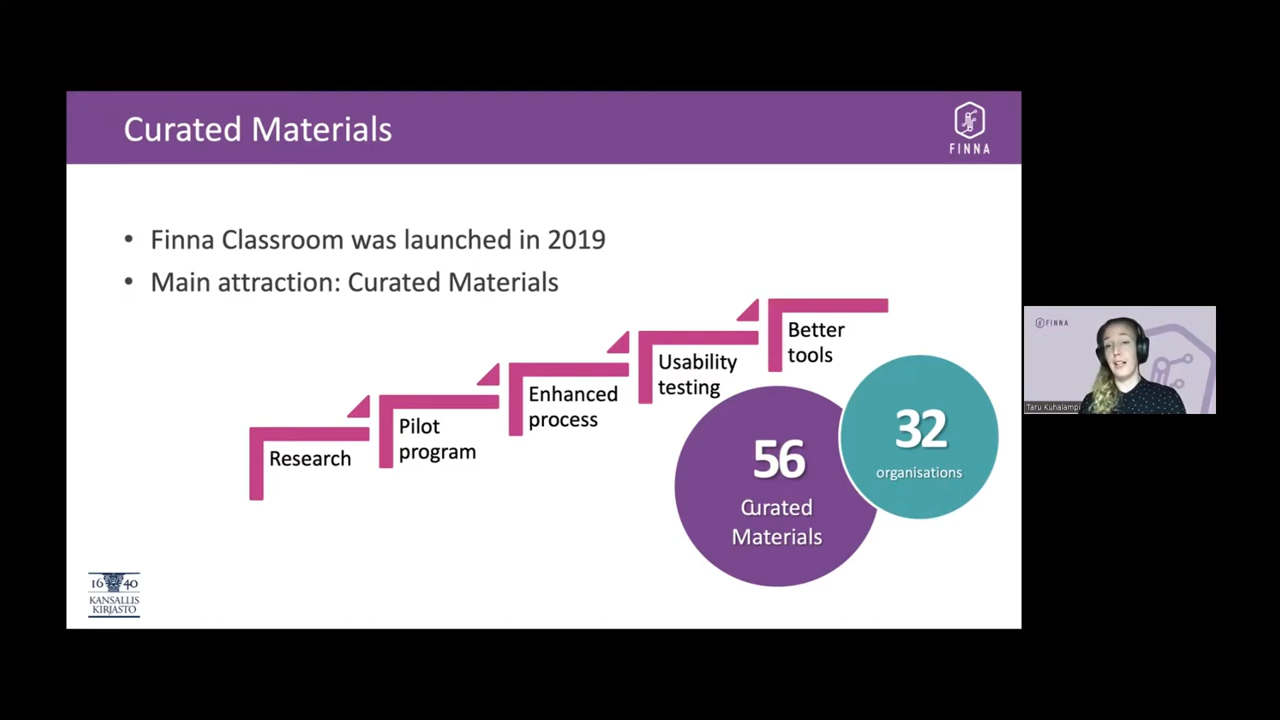 Curated Materials
FINNA
• Finna Classroom was launched in 2019
• Main attraction: Curated Materials
Research
Pilot
program
Enhanced
process
Usability
testing
Better
tools
56
Curated
Materials
32
organisations
1640
KANSALLIS
KIRJASTO
FINNA
Taru Kuhalampi